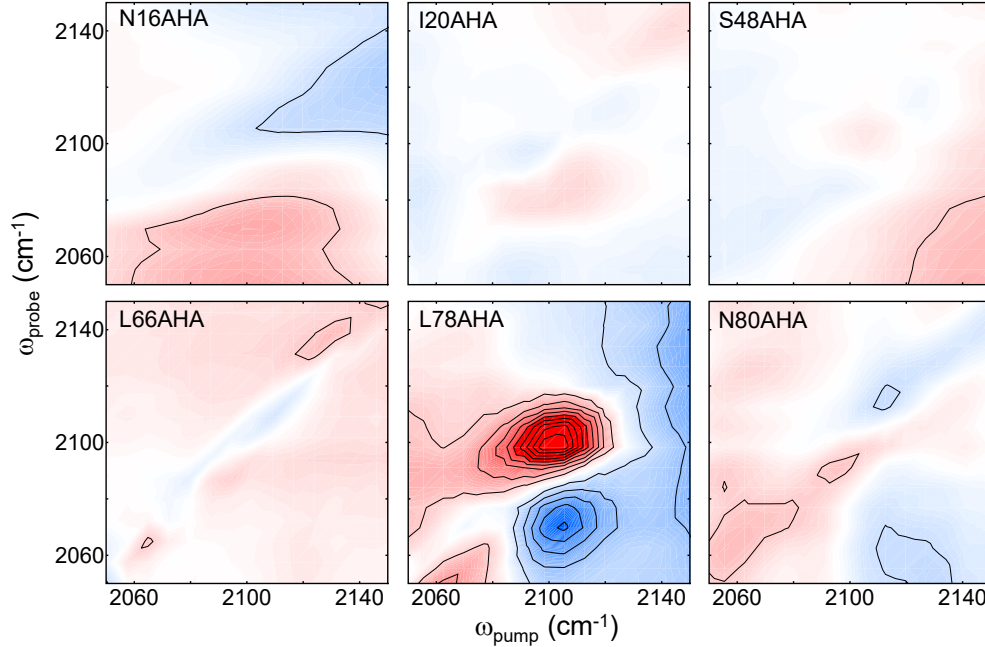 N16AHA I20AHA S48AHA
2140
2100
2060
L66AHA L78AHA N80AHA
2140
2100
2060
2060 2100 2140 2060 2100 2140 2060 2100 2140
ωprobe (cm-1)
ωpump (cm-1)